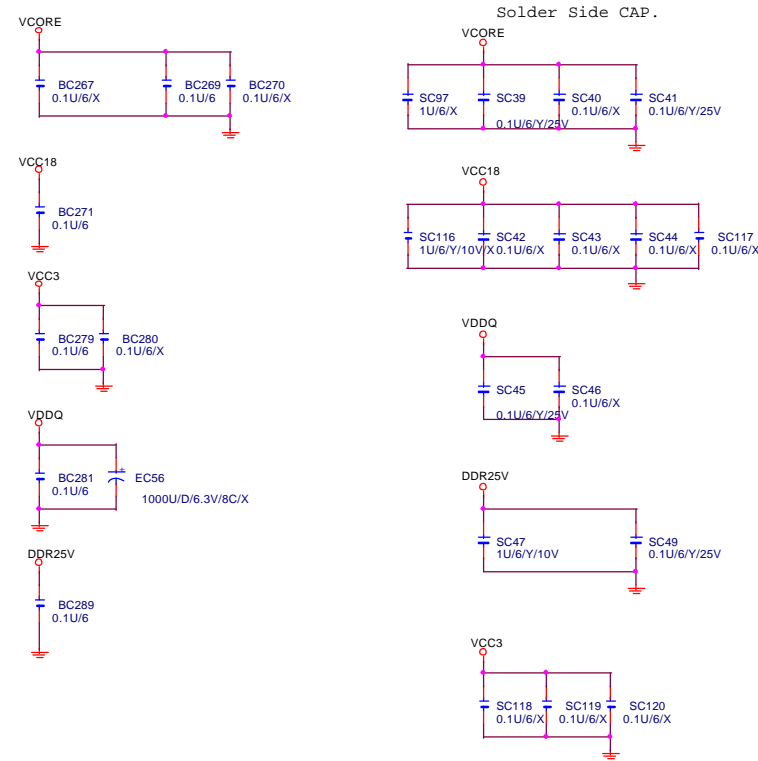 Solder Side CAP.
VCORE
BC267
0.1U/6/X
BC269
0.1U/6
BC270
0.1U/6/X
VCC18
BC271
0.1U/6
VCC3
BC279
0.1U/6
BC280
0.1U/6/X
VDDQ
BC281
0.1U/6
EC56
1000U/D/6.3V/8C/X
DDR25V
BC289
0.1U/6
VCORE
SC97
1U/6/X
SC39
0.1U/6/Y/25V
SC40
0.1U/6/X
SC41
0.1U/6/Y/25V
VCC18
SC116
1U/6/Y/10V/X
SC42
0.1U/6/X
SC43
0.1U/6/X
SC44
0.1U/6/X
SC117
0.1U/6/X
VDDQ
SC45
0.1U/6/Y/25V
SC46
0.1U/6/X
DDR25V
SC47
1U/6/Y/10V
SC49
0.1U/6/Y/25V
VCC3
SC118
0.1U/6/X
SC119
0.1U/6/X
SC120
0.1U/6/X